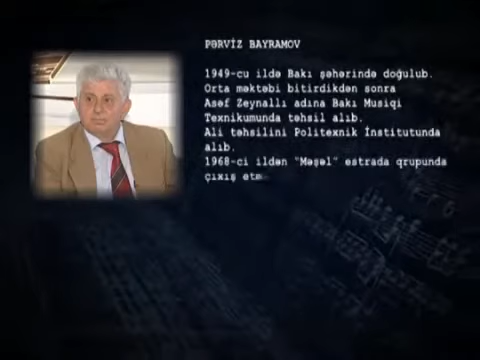 PƏRVİZ BAYRAMOV
1949-cu ildə Bakı şəhərində doğulub.
Orta məktəbi bitirdikdən sonra
Asəf Zeynallı adına Bakı Musiqi
Texnikumunda təhsil alıb.
Ali təhsilini Politexnik İnstitutunda
alıb.
1968-ci ildən "Məşəl" estrada qrupunda
çıxış etm